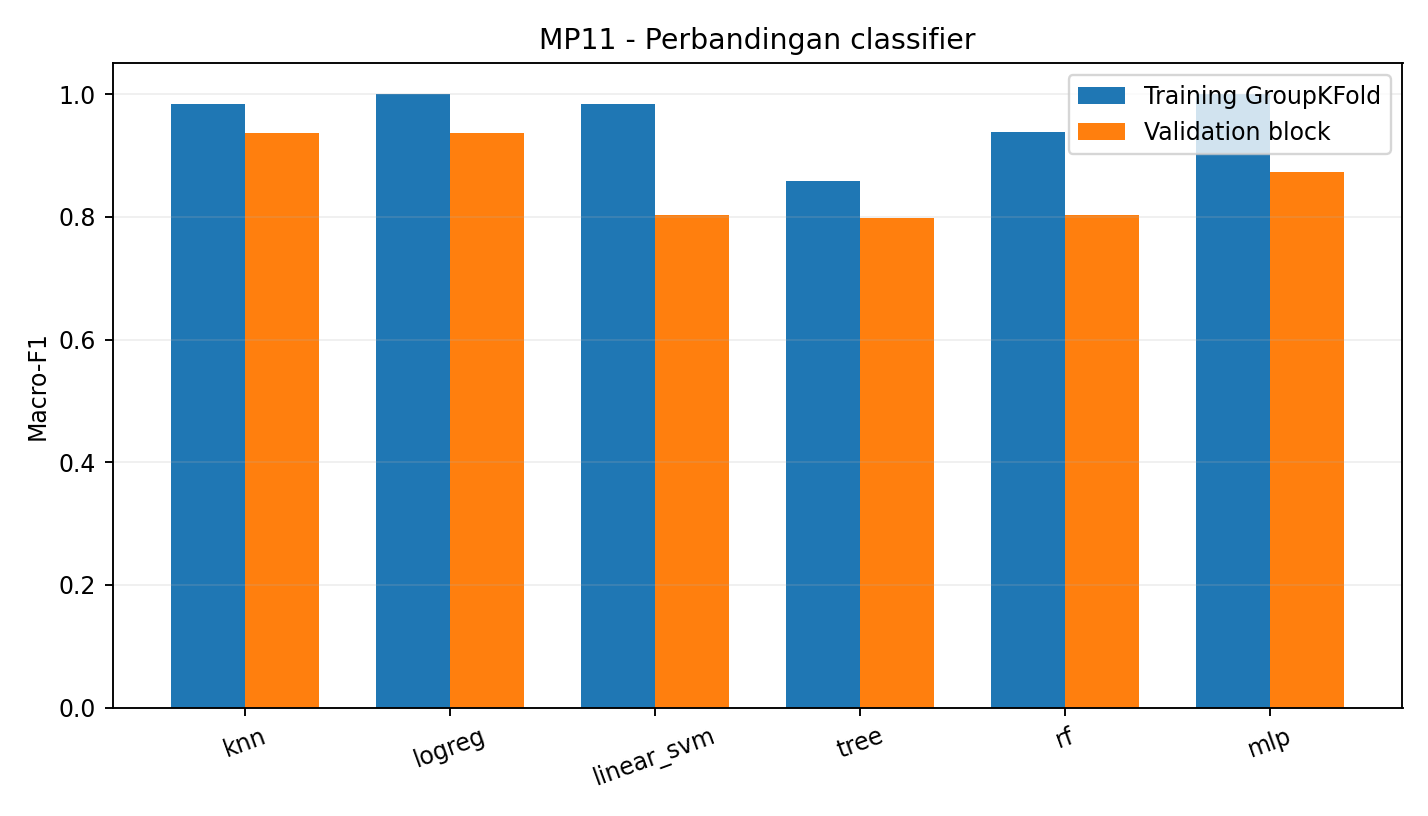 MP11 - Perbandingan classifier
Training GroupKFold
Validation block
Macro-F1
1.0
0.8
0.6
0.4
0.2
0.0
knn
logreg
linear_svm
tree
rf
mlp